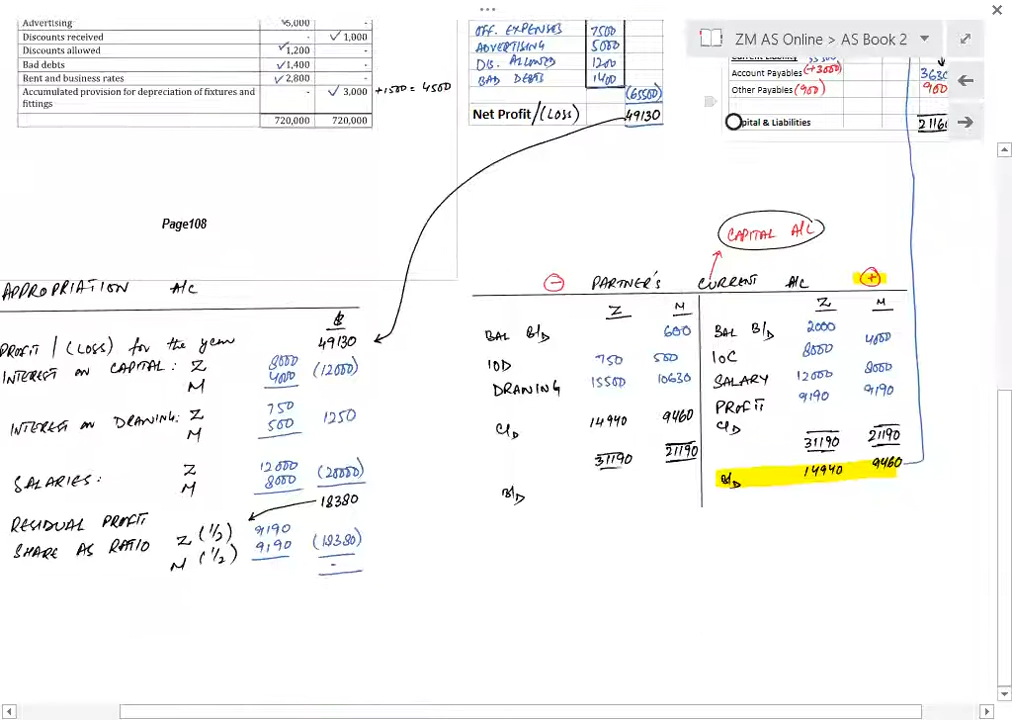 ZM AS Online > AS Book 2
Advertising 5,000 -
Discounts received - 1,000
Discounts allowed 1,200 -
Bad debts 1,400 -
Rent and business rates 2,800 -
Accumulated provision for depreciation of fixtures and fittings - 3,000 +1500 = 4500
720,000 720,000
OFF. EXPENSES 7500
ADVERTISING 5000
DIS. ALLOWED 1200
BAD DEBTS 1400
(65500)
Net Profit/(LOSS) 49130
Account Payables (+3000) 3630
Other Payables (900) 900
pital & Liabilities 2116
Page108
APPROPRIATION A/C
$
PROFIT / (LOSS) for the year 49130
INTEREST ON CAPITAL: Z 8000 (12000)
M 4000
INTEREST ON DRAWING: Z 750 1250
M 500
SALARIES: Z 12000 (20000)
M 8000
18380
RESIDUAL PROFIT
SHARE AS RATIO Z (1/2) 9190
M (1/2) 9190 (18380)
-
CAPITAL A/C
- PARTNER'S CURRENT A/C +
Z M Z M
BAL B/D 600 BAL B/D 2000 4000
IOD 750 500 IOC 8000
DRAWING 15500 10630 SALARY 12000 8000
PROFIT 9190 9190
C/D 14940 9460 C/D
31190 21190 31190 21190
B/D B/D 14940 9460